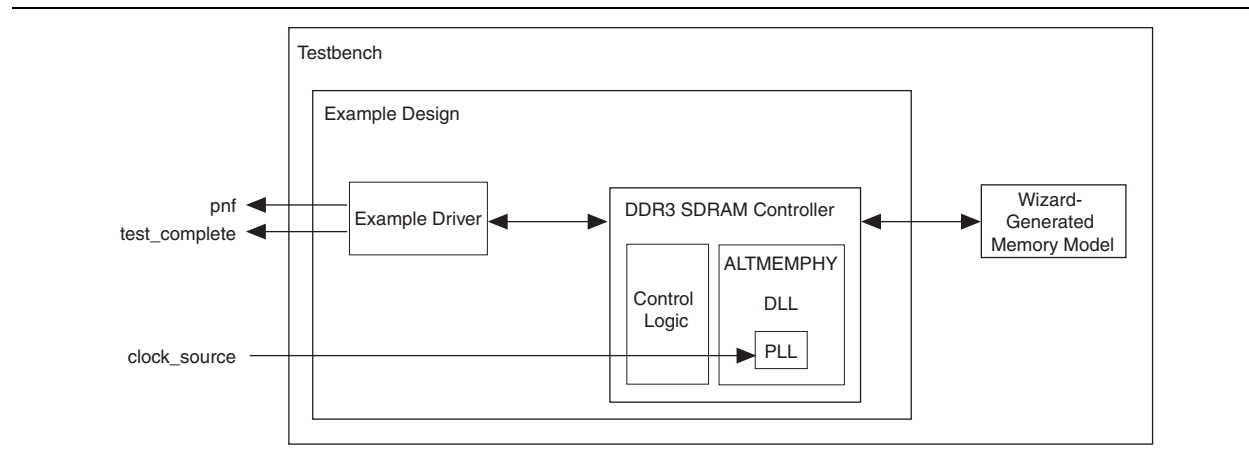 Testbench
Example Design
pnf
test_complete
Example Driver
DDR3 SDRAM Controller
Wizard-
Generated
Memory Model
Control
Logic
ALTMEMPHY
DLL
PLL
clock_source